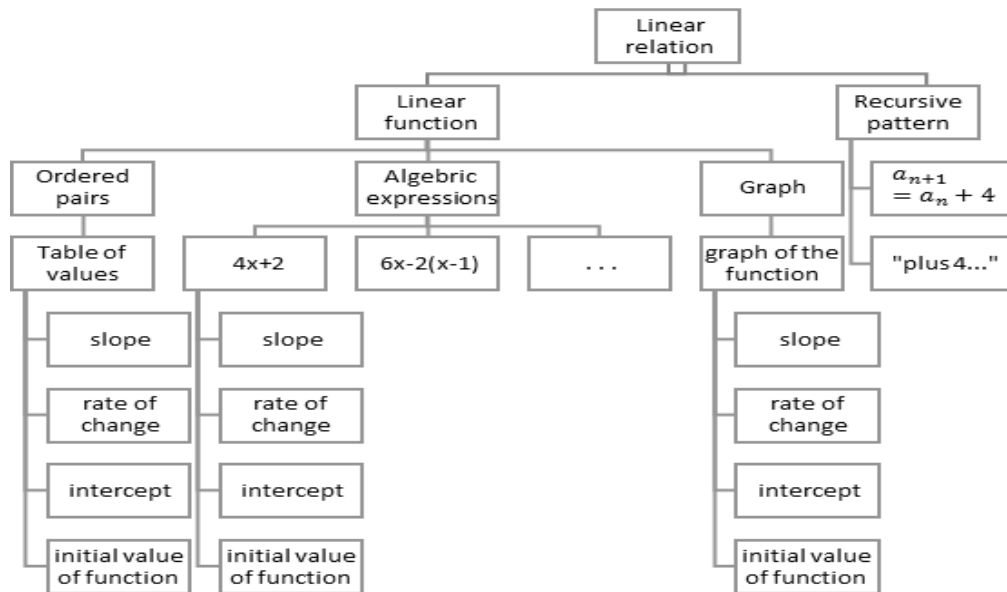 Linear
relation
Linear
function
Recursive
pattern
Ordered
pairs
Algebric
expressions
Graph
aₙ₊₁
= aₙ + 4
Table of
values
4x+2
6x-2(x-1)
. . .
graph of the
function
"plus 4..."
slope
slope
slope
rate of
change
rate of
change
rate of
change
intercept
intercept
intercept
initial value
of function
initial value
of function
initial value
of function